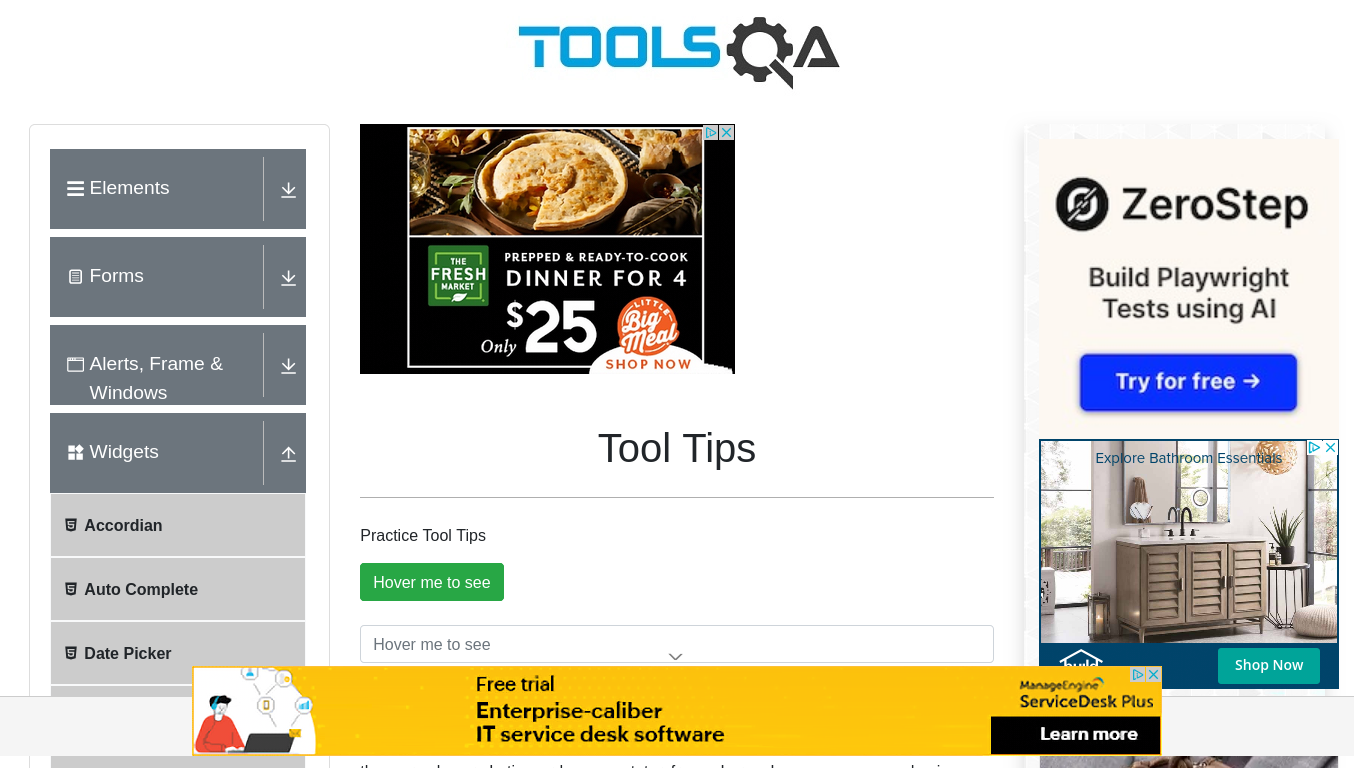 TOOLSQA
Elements
Forms
Alerts, Frame &
Windows
Widgets
Accordian
Auto Complete
Date Picker
THE
FRESH
MARKET
PREPPED & READY-TO-COOK
DINNER FOR 4
Only $25
LITTLE
Big
Meal
SHOP NOW
Tool Tips
Practice Tool Tips
Hover me to see
Hover me to see
ZeroStep
Build Playwright
Tests using AI
Try for free →
Explore Bathroom Essentials
build
Shop Now
Free trial
Enterprise-caliber
IT service desk software
ManageEngine
ServiceDesk Plus
Learn more